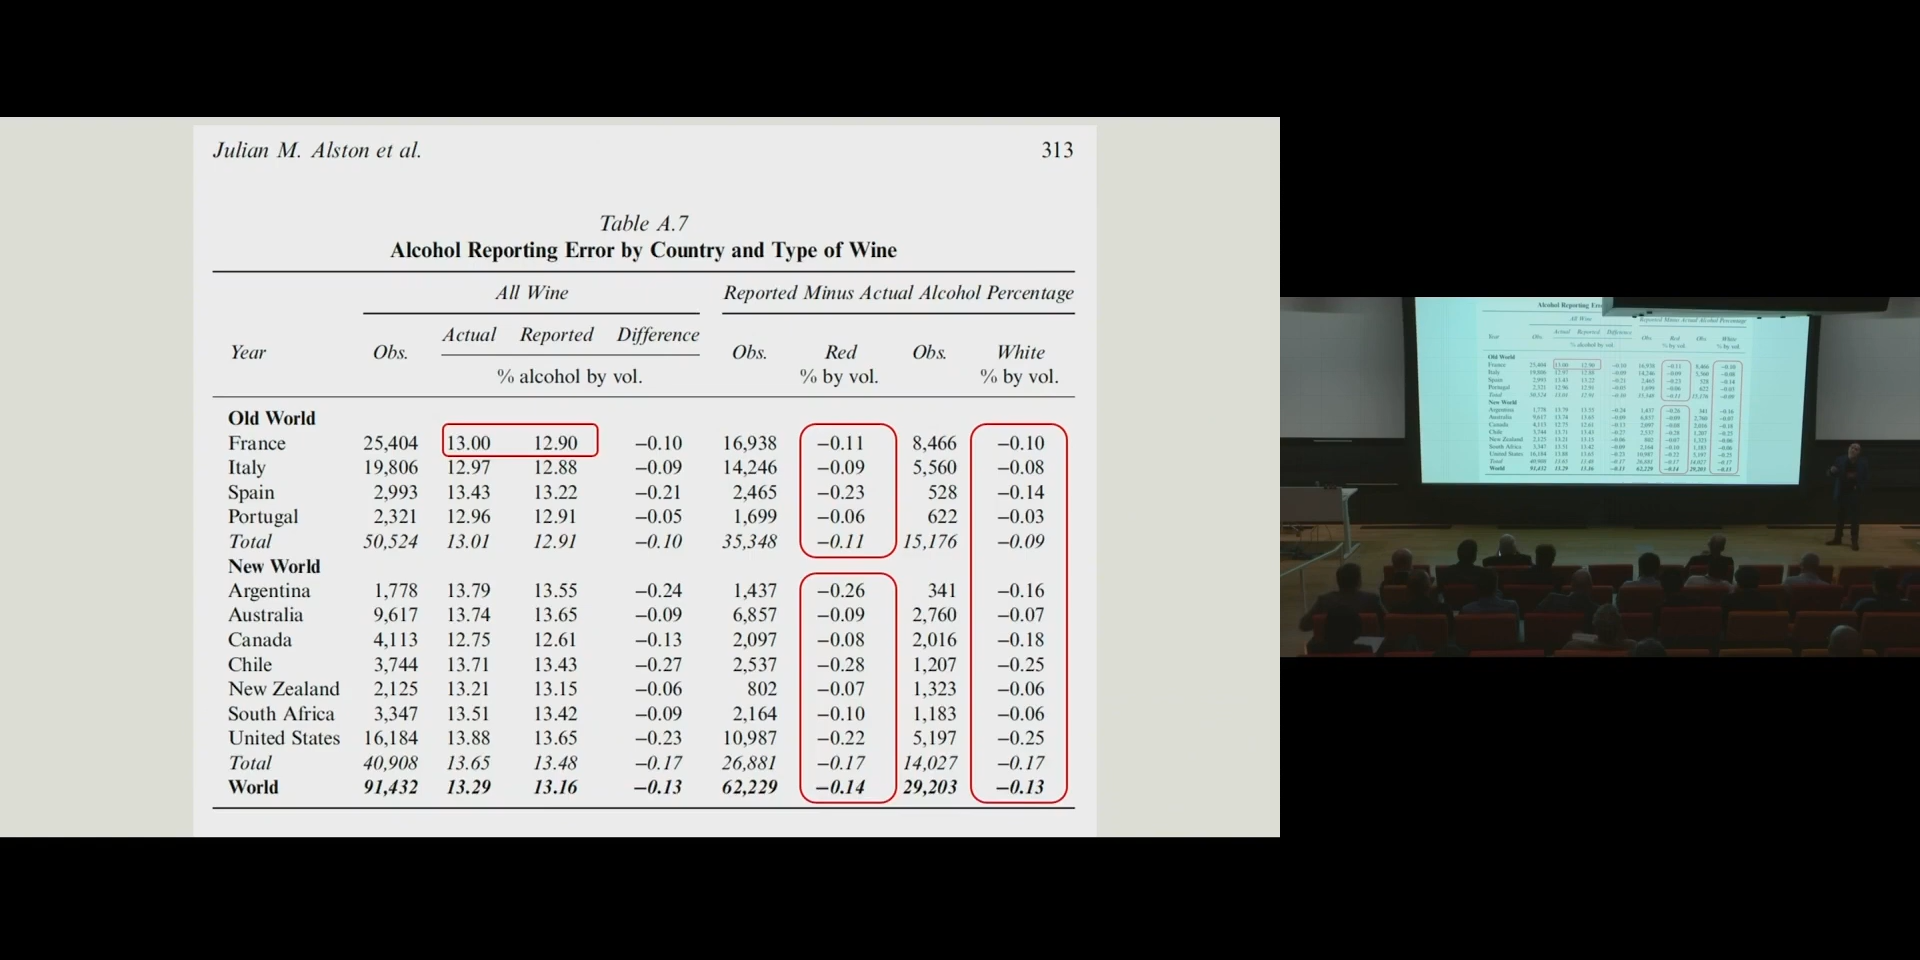 Julian M. Alston et al. 313
Table A.7
Alcohol Reporting Error by Country and Type of Wine
All Wine Reported Minus Actual Alcohol Percentage
Year Obs. Actual Reported Difference Obs. Red Obs. White
% alcohol by vol. % by vol. % by vol.
Old World
France 25,404 13.00 12.90 −0.10 16,938 −0.11 8,466 −0.10
Italy 19,806 12.97 12.88 −0.09 14,246 −0.09 5,560 −0.08
Spain 2,993 13.43 13.22 −0.21 2,465 −0.23 528 −0.14
Portugal 2,321 12.96 12.91 −0.05 1,699 −0.06 622 −0.03
Total 50,524 13.01 12.91 −0.10 35,348 −0.11 15,176 −0.09
New World
Argentina 1,778 13.79 13.55 −0.24 1,437 −0.26 341 −0.16
Australia 9,617 13.74 13.65 −0.09 6,857 −0.09 2,760 −0.07
Canada 4,113 12.75 12.61 −0.13 2,097 −0.08 2,016 −0.18
Chile 3,744 13.71 13.43 −0.27 2,537 −0.28 1,207 −0.25
New Zealand 2,125 13.21 13.15 −0.06 802 −0.07 1,323 −0.06
South Africa 3,347 13.51 13.42 −0.09 2,164 −0.10 1,183 −0.06
United States 16,184 13.88 13.65 −0.23 10,987 −0.22 5,197 −0.25
Total 40,908 13.65 13.48 −0.17 26,881 −0.17 14,027 −0.17
World 91,432 13.29 13.16 −0.13 62,229 −0.14 29,203 −0.13